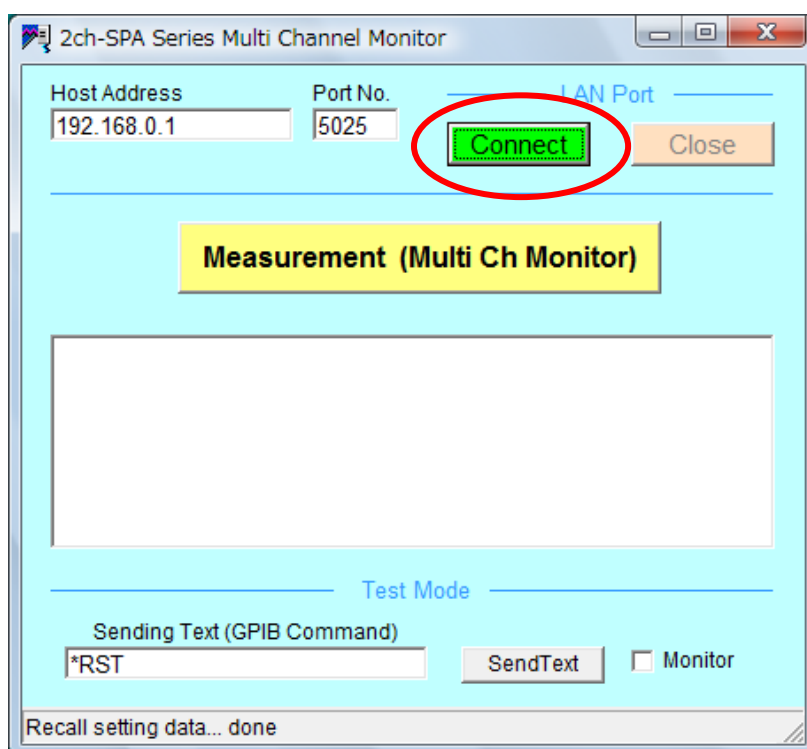 2ch-SPA Series Multi Channel Monitor
Host Address Port No. LAN Port
192.168.0.1 5025 Connect Close
Measurement (Multi Ch Monitor)
Test Mode
Sending Text (GPIB Command)
*RST SendText Monitor
Recall setting data... done